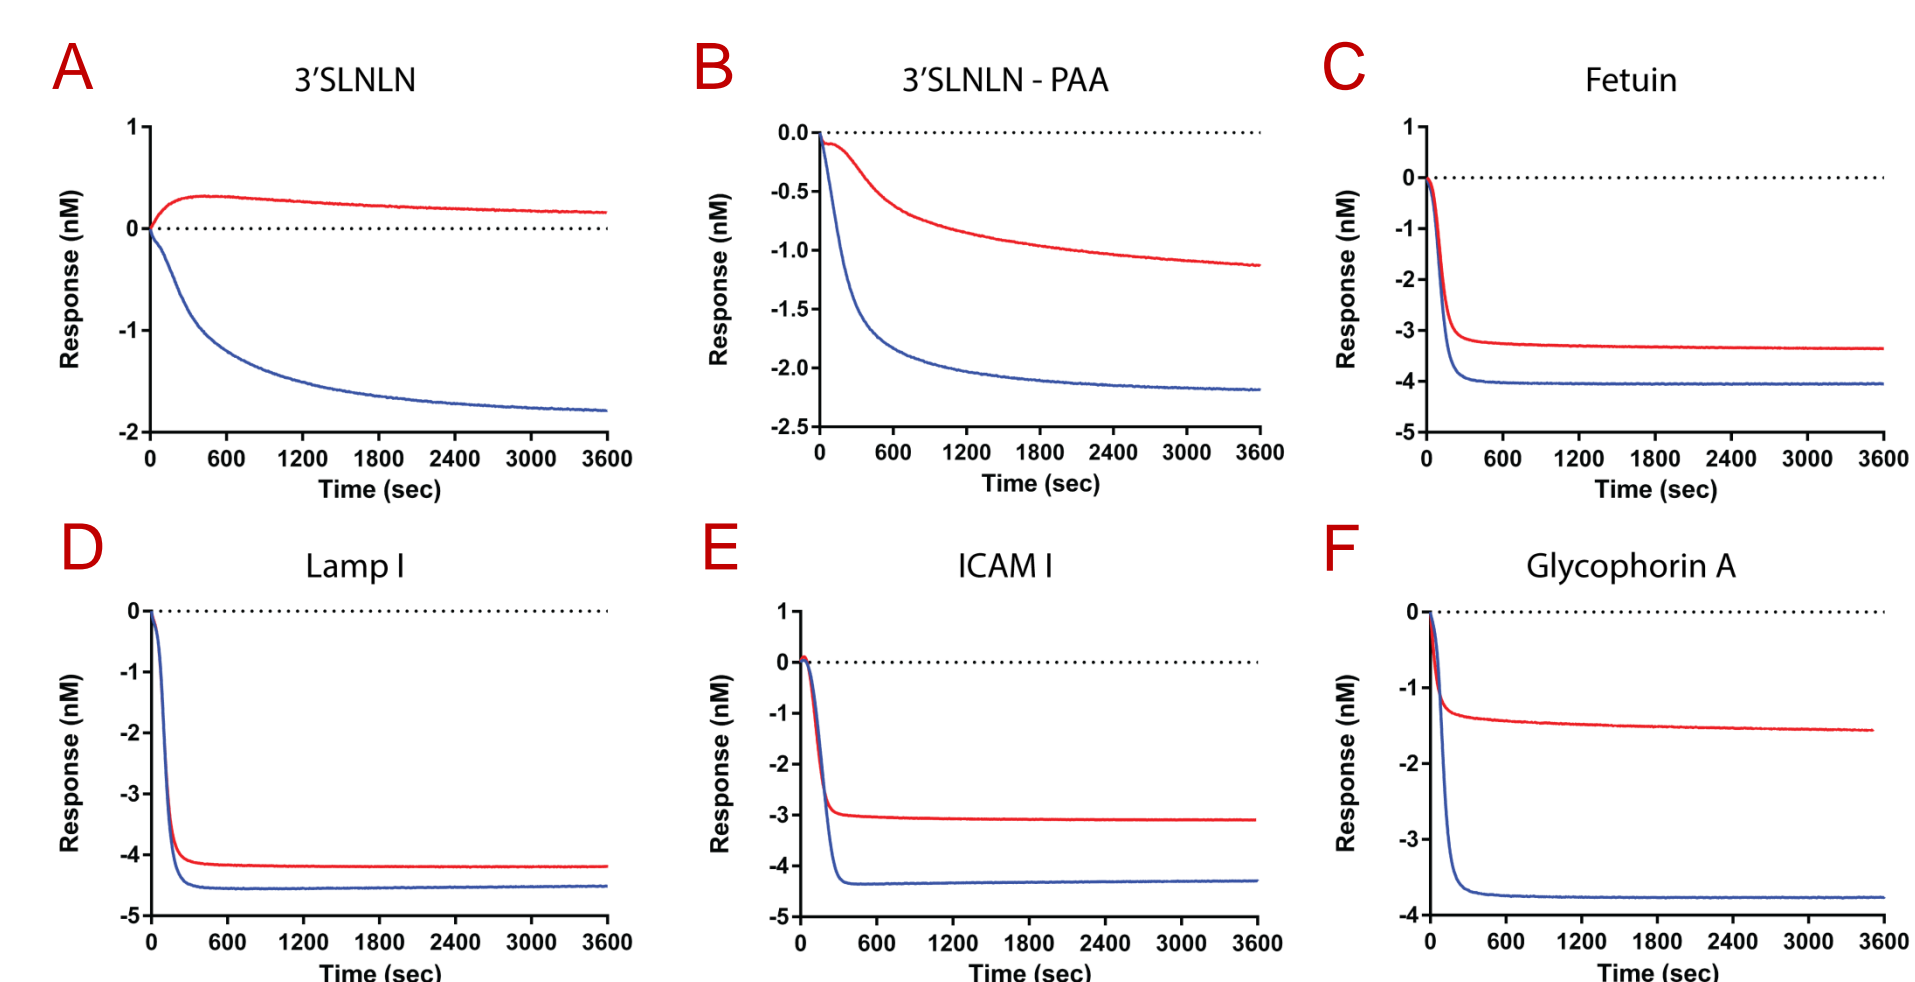 A
3′SLNLN
Response (nM)
1
0
-1
-2
0 600 1200 1800 2400 3000 3600
Time (sec)
B
3′SLNLN - PAA
Response (nM)
0.0
-0.5
-1.0
-1.5
-2.0
-2.5
0 600 1200 1800 2400 3000 3600
Time (sec)
C
Fetuin
Response (nM)
1
0
-1
-2
-3
-4
-5
0 600 1200 1800 2400 3000 3600
Time (sec)
D
Lamp I
Response (nM)
0
-1
-2
-3
-4
-5
0 600 1200 1800 2400 3000 3600
Time (sec)
E
ICAM I
Response (nM)
1
0
-1
-2
-3
-4
-5
0 600 1200 1800 2400 3000 3600
Time (sec)
F
Glycophorin A
Response (nM)
0
-1
-2
-3
-4
0 600 1200 1800 2400 3000 3600
Time (sec)